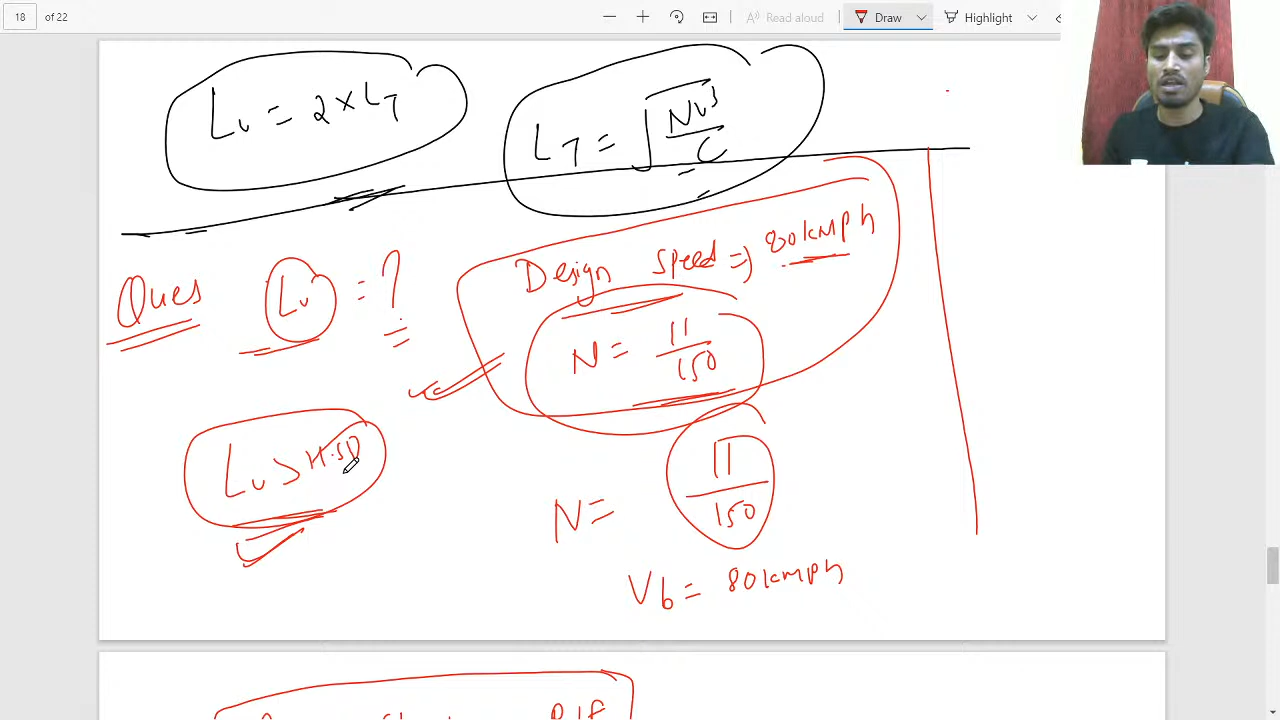 18 of 22 Read aloud Draw Highlight
Lv = 2 x LT LT = √Nv³/C
Ques Lv = ? Design Speed => 80kmph
N = 11/150
Lv > H.SD
N = 11/150
Vb = 80kmph